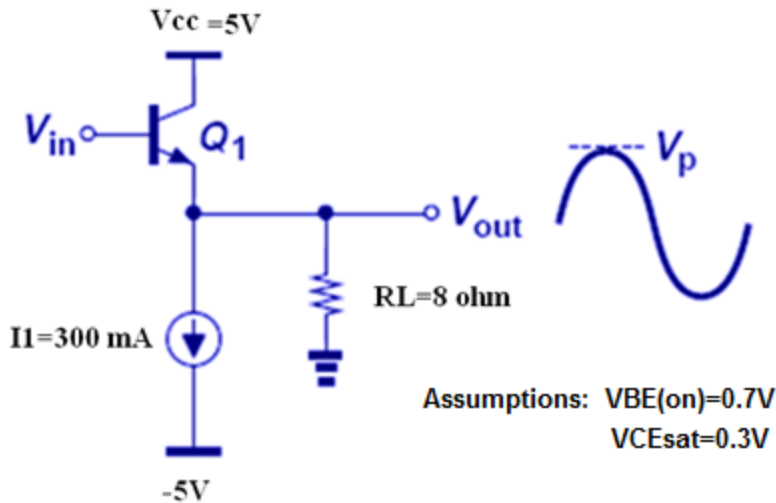 Vcc =5V
Vin
Q1
Vout
Vp
RL=8 ohm
I1=300 mA
Assumptions: VBE(on)=0.7V
VCEsat=0.3V
-5V